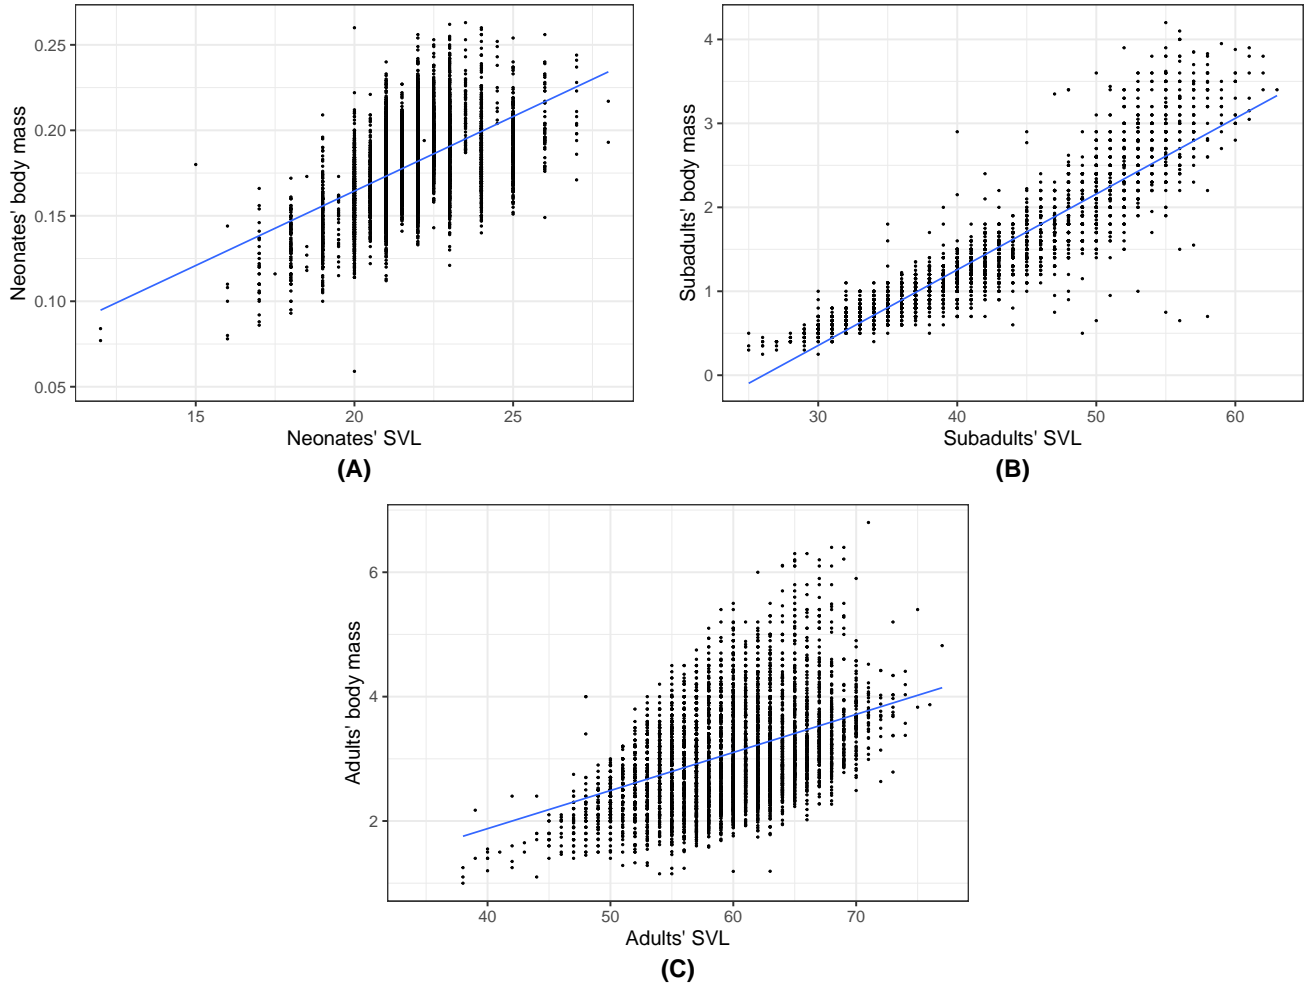 0.25
0.20
0.15
0.10
0.05
Neonates' body mass
15 20 25
Neonates' SVL
(A)
4
3
2
1
0
Subadults' body mass
30 40 50 60
Subadults' SVL
(B)
6
4
2
Adults' body mass
40 50 60 70
Adults' SVL
(C)